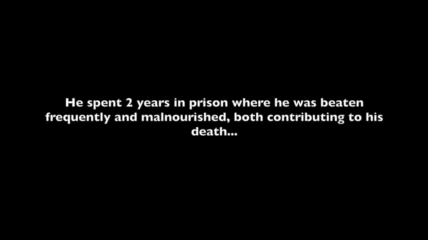 He spent 2 years in prison where he was beaten
frequently and malnourished, both contributing to his
death...